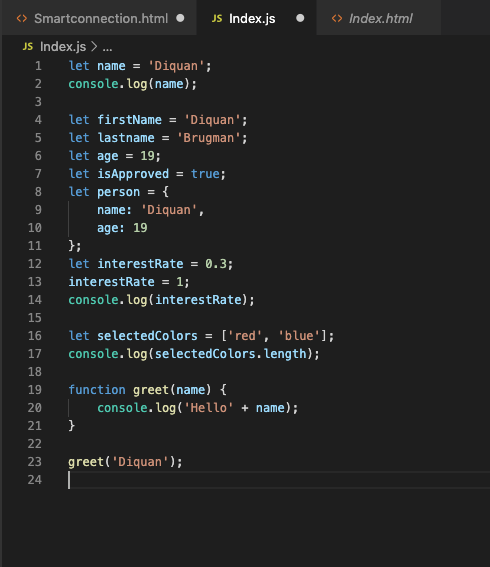 Smartconnection.html JS Index.js Index.html
JS Index.js > ...
1 let name = 'Diquan';
2 console.log(name);
3
4 let firstName = 'Diquan';
5 let lastname = 'Brugman';
6 let age = 19;
7 let isApproved = true;
8 let person = {
9     name: 'Diquan',
10     age: 19
11 };
12 let interestRate = 0.3;
13 interestRate = 1;
14 console.log(interestRate);
15
16 let selectedColors = ['red', 'blue'];
17 console.log(selectedColors.length);
18
19 function greet(name) {
20     console.log('Hello' + name);
21 }
22
23 greet('Diquan');
24